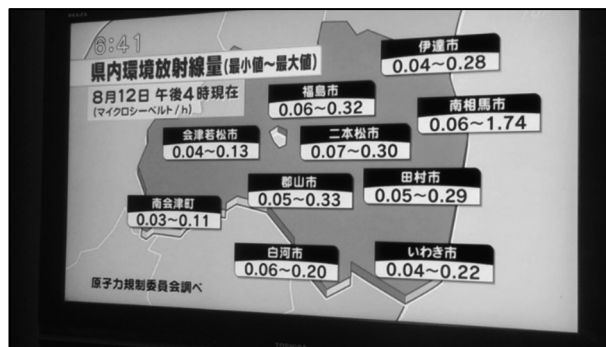 6:41
県内環境放射線量(最小値～最大値)
8月12日 午後4時現在
(マイクロシーベルト/h)
伊達市
0.04～0.28
福島市
0.06～0.32
南相馬市
0.06～1.74
会津若松市
0.04～0.13
二本松市
0.07～0.30
郡山市
0.05～0.33
田村市
0.05～0.29
南会津町
0.03～0.11
白河市
0.06～0.20
いわき市
0.04～0.22
原子力規制委員会調べ
TOSHIBA